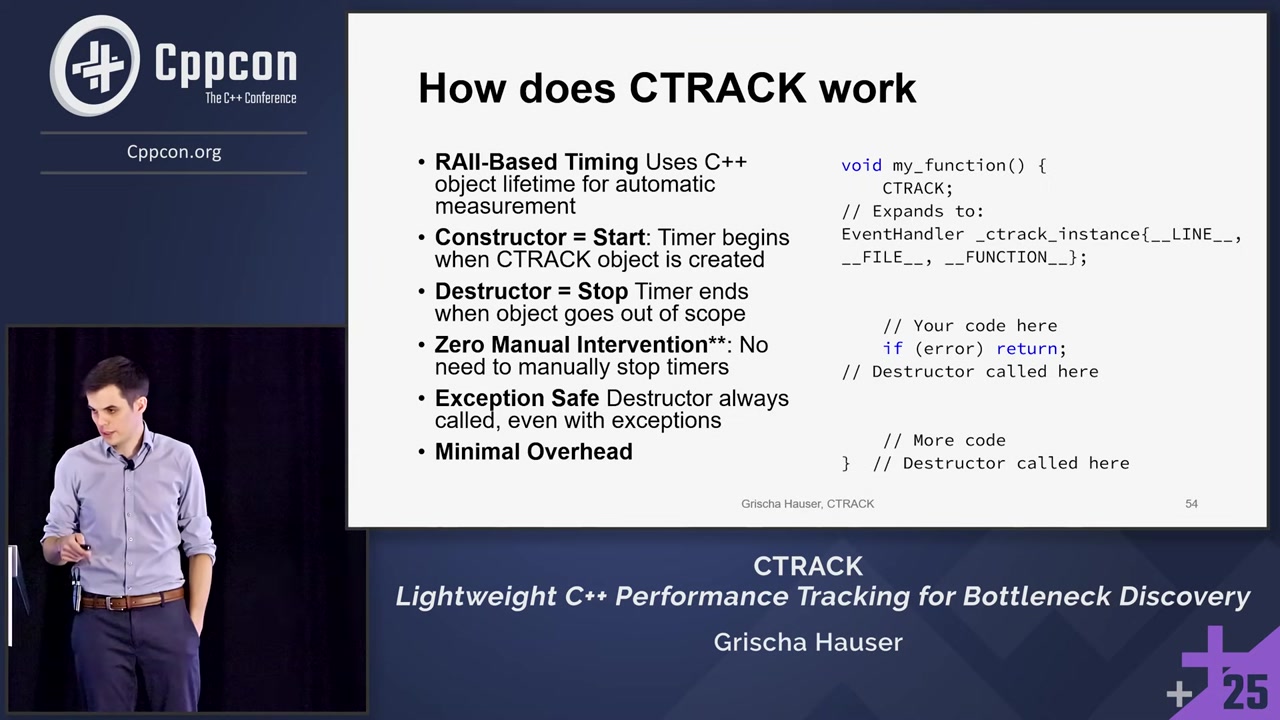 Cppcon
The C++ Conference
Cppcon.org
How does CTRACK work
• RAII-Based Timing Uses C++
object lifetime for automatic
measurement
• Constructor = Start: Timer begins
when CTRACK object is created
• Destructor = Stop Timer ends
when object goes out of scope
• Zero Manual Intervention**: No
need to manually stop timers
• Exception Safe Destructor always
called, even with exceptions
• Minimal Overhead
void my_function() {
CTRACK;
// Expands to:
EventHandler _ctrack_instance{__LINE__,
__FILE__, __FUNCTION__};
// Your code here
if (error) return;
// Destructor called here
// More code
} // Destructor called here
Grischa Hauser, CTRACK
54
CTRACK
Lightweight C++ Performance Tracking for Bottleneck Discovery
Grischa Hauser
25